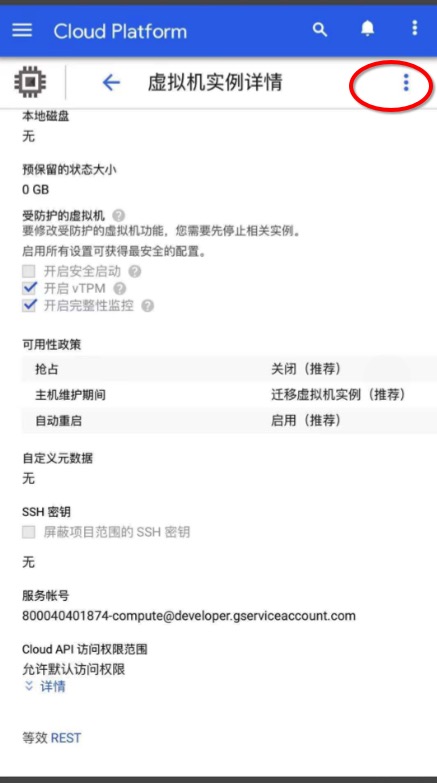 Cloud Platform
虚拟机实例详情
本地磁盘
无
预保留的状态大小
0 GB
受防护的虚拟机
要修改受防护的虚拟机功能，您需要先停止相关实例。
启用所有设置可获得最安全的配置。
开启安全启动
开启 vTPM
开启完整性监控
可用性政策
抢占 关闭（推荐）
主机维护期间 迁移虚拟机实例（推荐）
自动重启 启用（推荐）
自定义元数据
无
SSH 密钥
屏蔽项目范围的 SSH 密钥
无
服务帐号
800040401874-compute@developer.gserviceaccount.com
Cloud API 访问权限范围
允许默认访问权限
详情
等效 REST